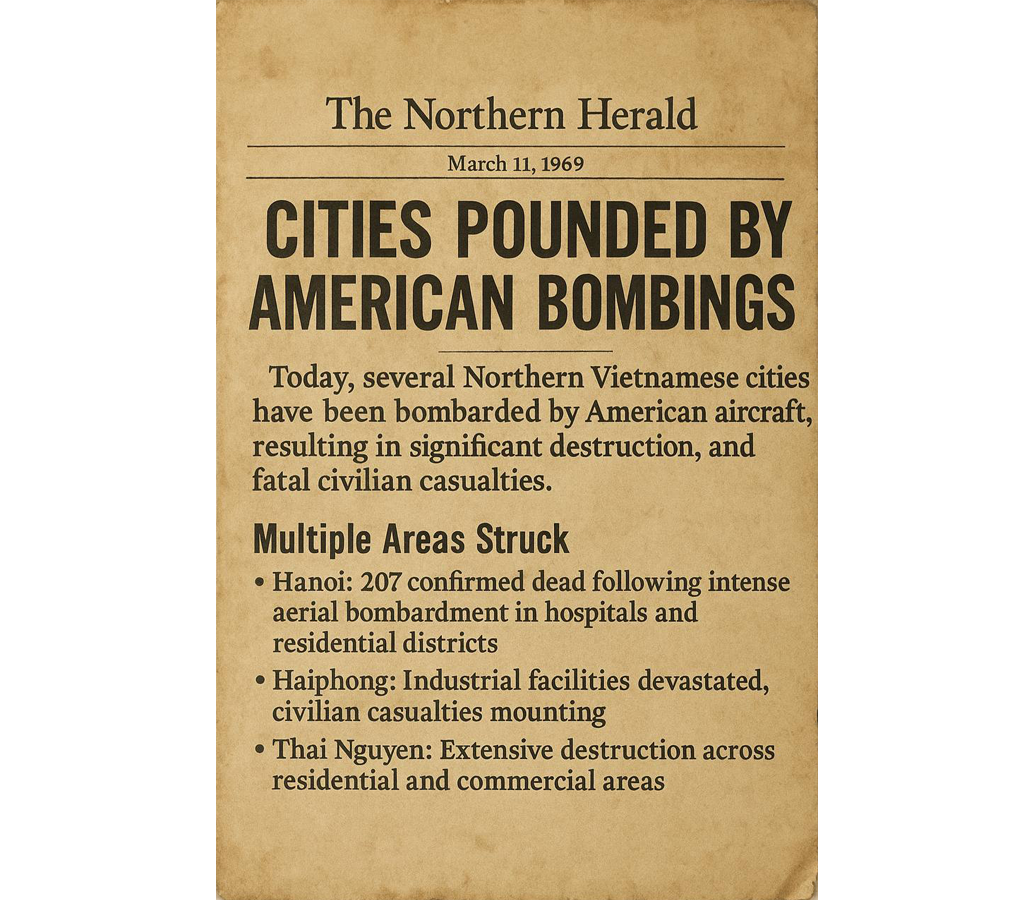 The Northern Herald
March 11, 1969
CITIES POUNDED BY
AMERICAN BOMBINGS
Today, several Northern Vietnamese cities
have been bombarded by American aircraft,
resulting in significant destruction, and
fatal civilian casualties.
Multiple Areas Struck
• Hanoi: 207 confirmed dead following intense
aerial bombardment in hospitals and
residential districts
• Haiphong: Industrial facilities devastated,
civilian casualties mounting
• Thai Nguyen: Extensive destruction across
residential and commercial areas